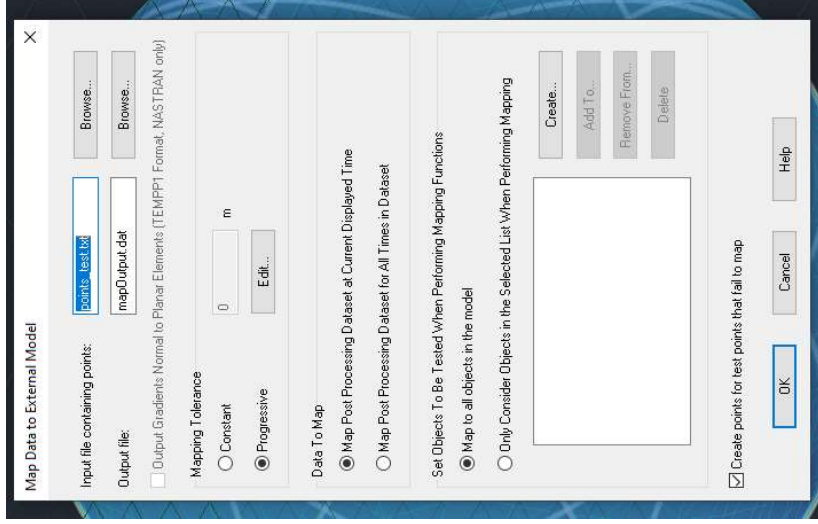 Map Data to External Model
Input file containing points:
points_test.txt
Browse...
Output file:
mapOutput.dat
Browse...
Output Gradients Normal to Planar Elements (TEMPP1 Format, NASTRAN only)
Mapping Tolerance
Constant
0
m
Progressive
Edit...
Data To Map
Map Post Processing Dataset at Current Displayed Time
Map Post Processing Dataset for All Times in Dataset
Set Objects To Be Tested When Performing Mapping Functions
Map to all objects in the model
Only Consider Objects in the Selected List When Performing Mapping
Create...
Add To...
Remove From...
Delete
Create points for test points that fail to map
OK
Cancel
Help